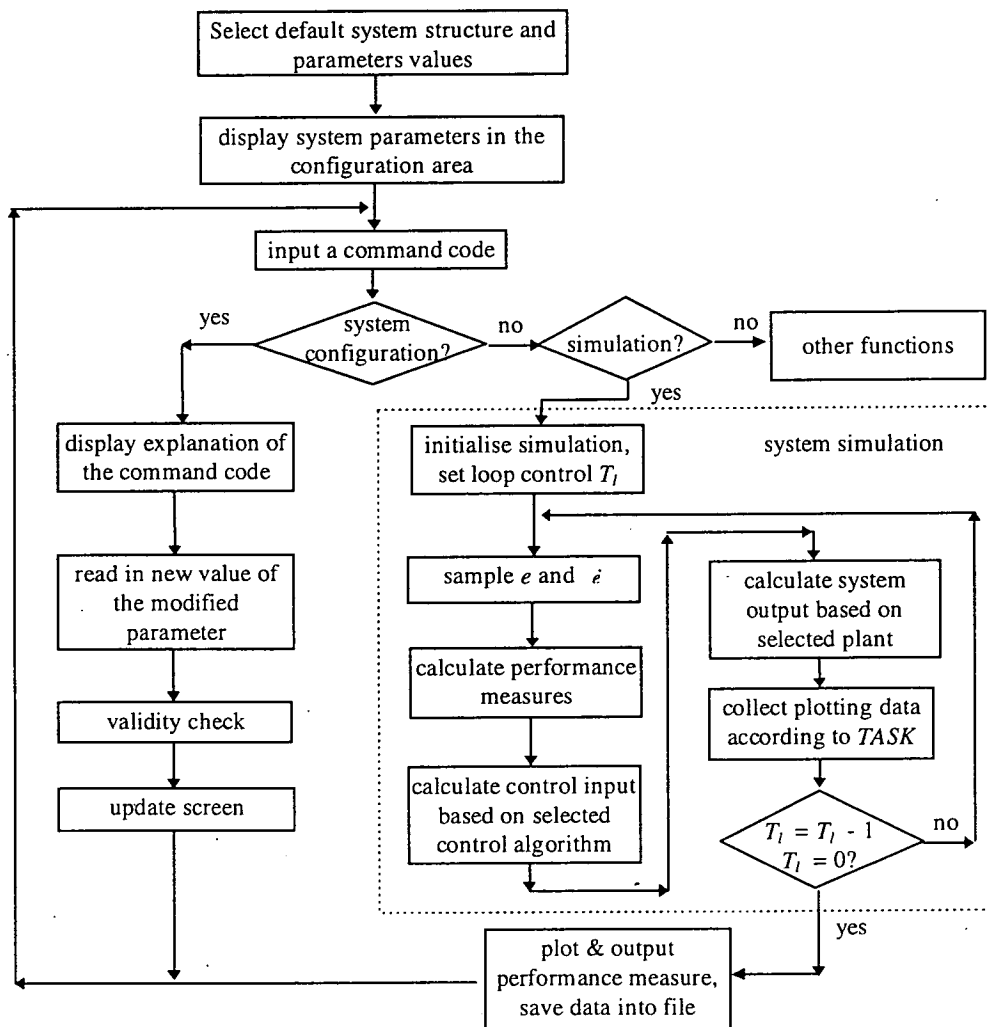 Select default system structure and
parameters values
display system parameters in the
configuration area
input a command code
yes
system
configuration?
no
simulation?
no
other functions
yes
display explanation of
the command code
initialise simulation,
set loop control Tₗ
system simulation
read in new value of
the modified
parameter
sample e and ė
calculate system
output based on
selected plant
calculate performance
measures
validity check
collect plotting data
according to TASK
update screen
calculate control input
based on selected
control algorithm
Tₗ = Tₗ - 1
Tₗ = 0?
no
yes
plot & output
performance measure,
save data into file